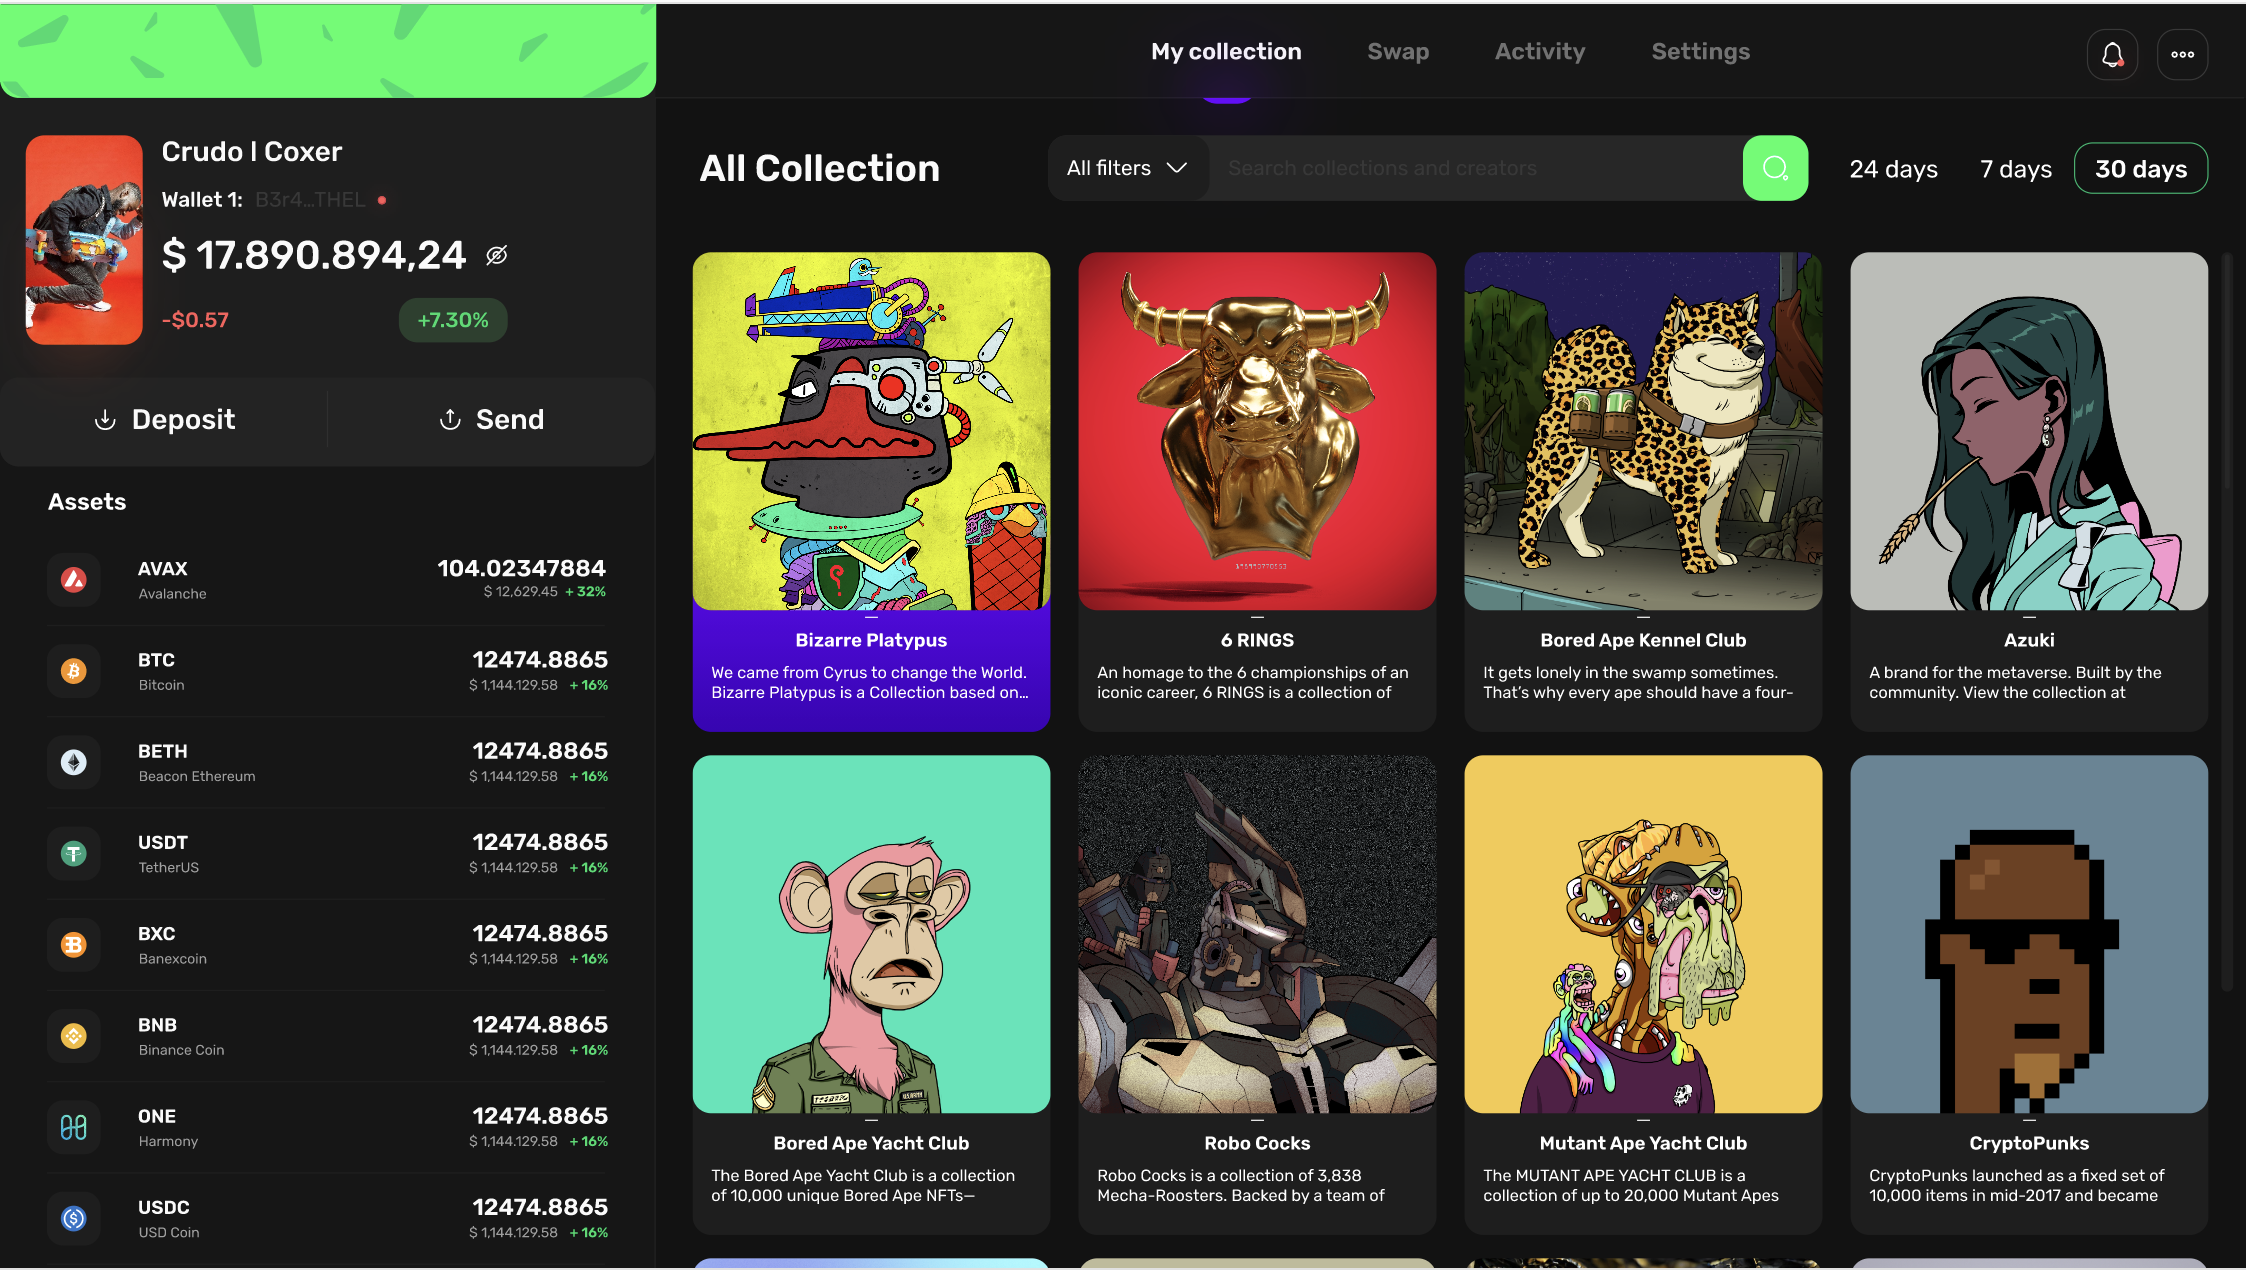 My collection
Swap
Activity
Settings
Crudo I Coxer
Wallet 1: B3r4...THEL
$ 17.890.894,24
-$0.57
+7.30%
Deposit
Send
Assets
AVAX
104.02347884
Avalanche
$ 12,629.45 + 32%
BTC
12474.8865
Bitcoin
$ 1,144.129.58 + 16%
BETH
12474.8865
Beacon Ethereum
$ 1,144.129.58 + 16%
USDT
12474.8865
TetherUS
$ 1,144.129.58 + 16%
BXC
12474.8865
Banexcoin
$ 1,144.129.58 + 16%
BNB
12474.8865
Binance Coin
$ 1,144.129.58 + 16%
ONE
12474.8865
Harmony
$ 1,144.129.58 + 16%
USDC
12474.8865
USD Coin
$ 1,144.129.58 + 16%
All Collection
All filters
Search collections and creators
24 days
7 days
30 days
Bizarre Platypus
We came from Cyrus to change the World.
Bizarre Platypus is a Collection based on...
6 RINGS
An homage to the 6 championships of an
iconic career, 6 RINGS is a collection of
Bored Ape Kennel Club
It gets lonely in the swamp sometimes.
That's why every ape should have a four-
Azuki
A brand for the metaverse. Built by the
community. View the collection at
Bored Ape Yacht Club
The Bored Ape Yacht Club is a collection
of 10,000 unique Bored Ape NFTs—
Robo Cocks
Robo Cocks is a collection of 3,838
Mecha-Roosters. Backed by a team of
Mutant Ape Yacht Club
The MUTANT APE YACHT CLUB is a
collection of up to 20,000 Mutant Apes
CryptoPunks
CryptoPunks launched as a fixed set of
10,000 items in mid-2017 and became